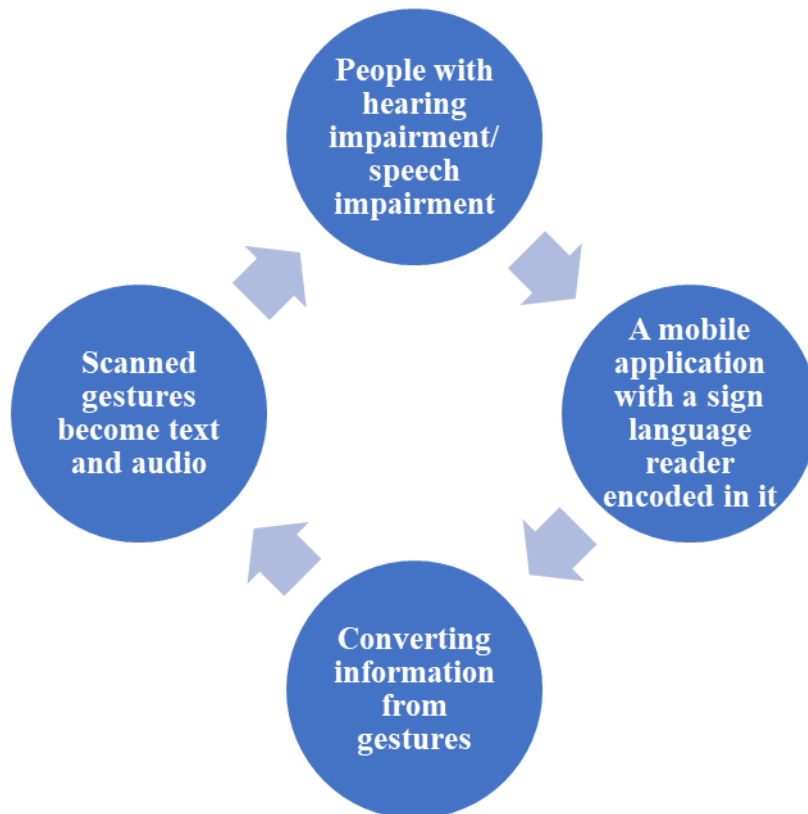 People with
hearing
impairment/
speech
impairment
A mobile
application
with a sign
language
reader
encoded in it
Converting
information
from
gestures
Scanned
gestures
become text
and audio